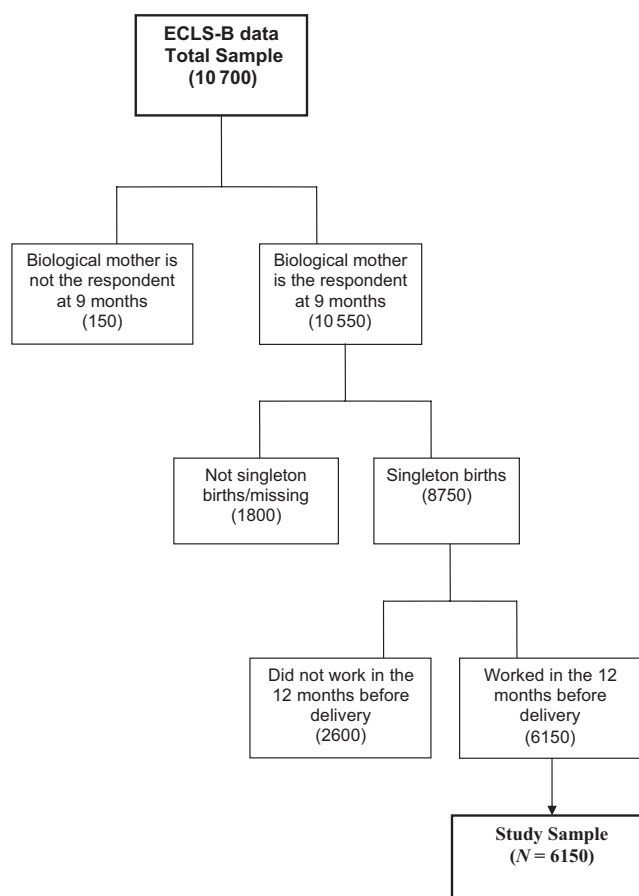 ECLS-B data
Total Sample
(10 700)
Biological mother is
not the respondent
at 9 months
(150)
Biological mother
is the respondent
at 9 months
(10 550)
Not singleton
births/missing
(1800)
Singleton births
(8750)
Did not work in the
12 months before
delivery
(2600)
Worked in the 12
months before
delivery
(6150)
Study Sample
(N = 6150)